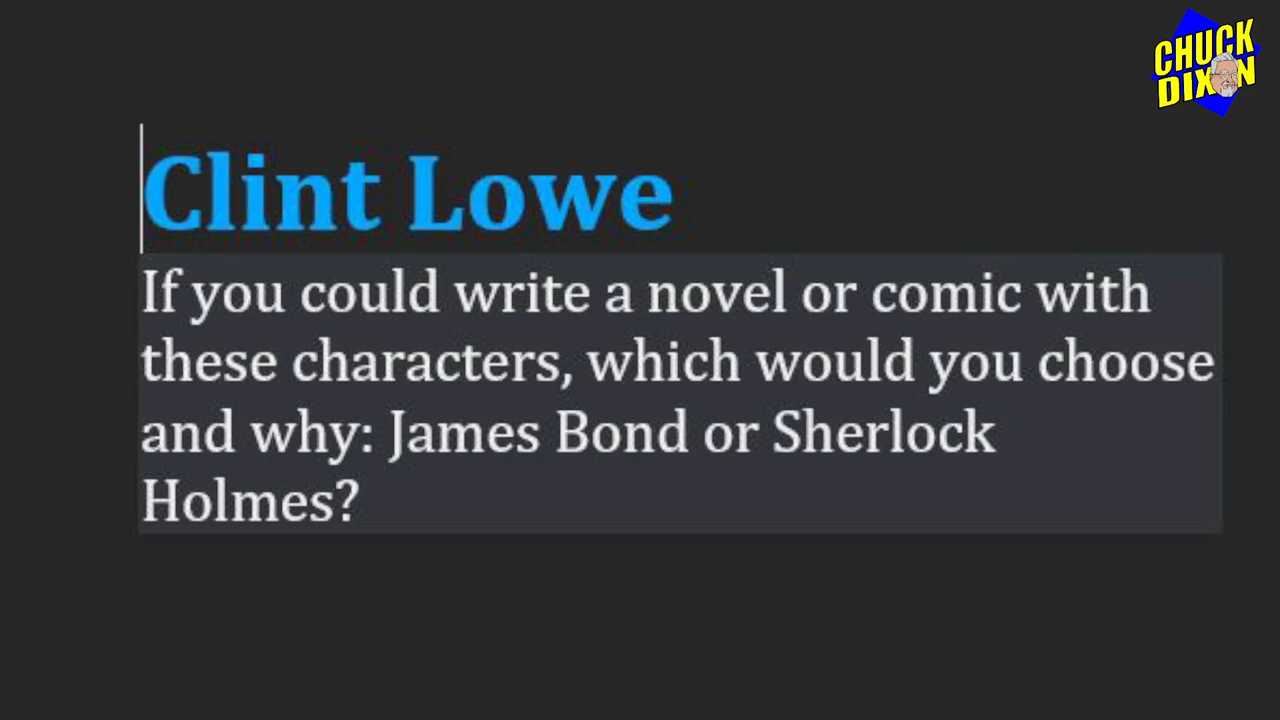 CHUCK
DIXON
Clint Lowe
If you could write a novel or comic with
these characters, which would you choose
and why: James Bond or Sherlock
Holmes?